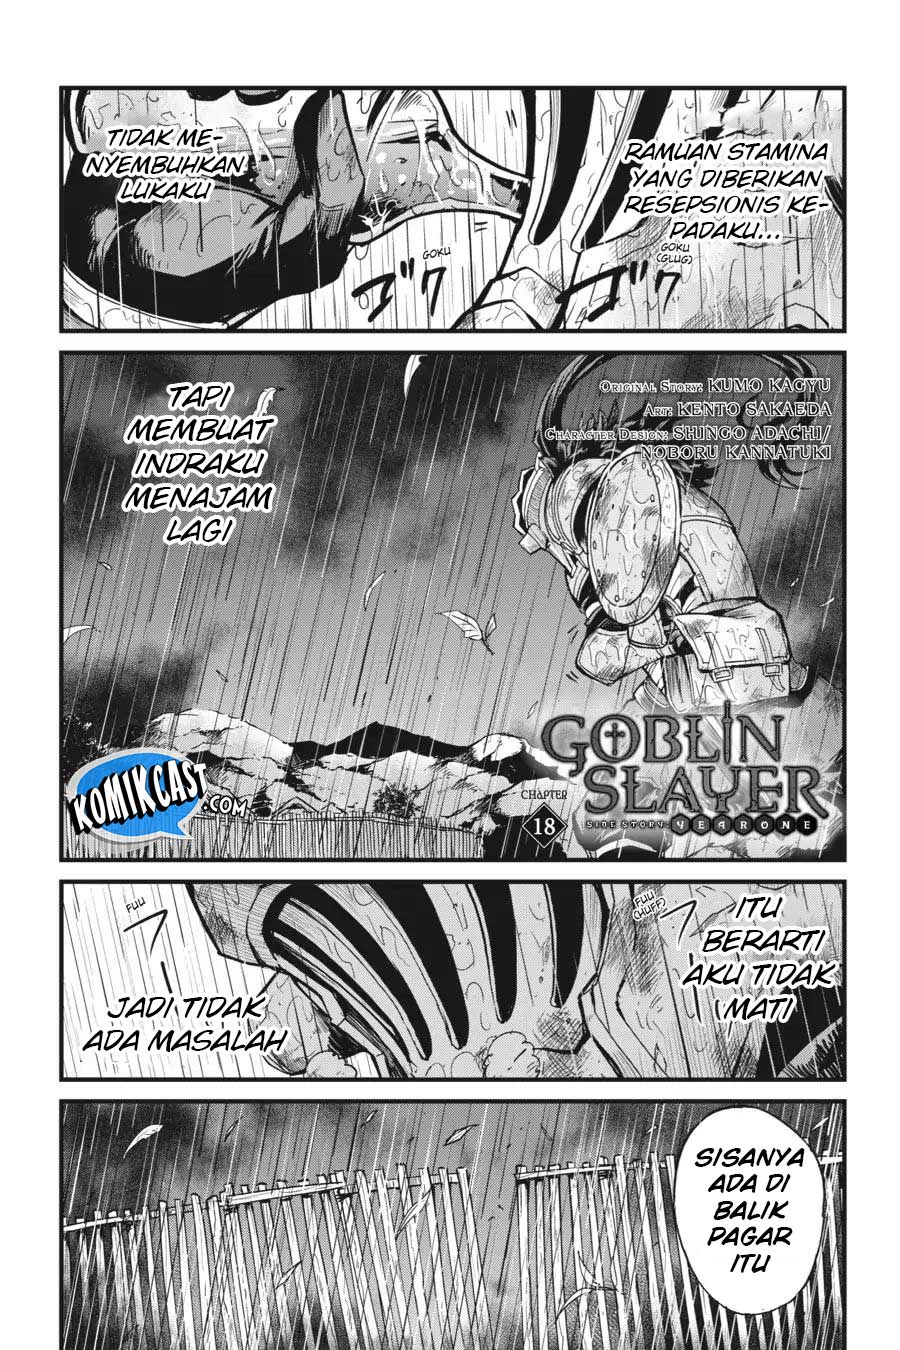 RAMUAN STAMINA
YANG DIBERIKAN
RESEPSIONIS KE-
PADAKU...
GOKU
(GLUG)
ゴク
GOKU
ゴク
TIDAK ME-
NYEMBUHKAN
LUKAKU
ORIGINAL STORY: KUMO KAGYU
ART: KENTO SAKAEDA
CHARACTER DESIGN: SHINGO ADACHI/
NOBORU KANNATUKI
TAPI
MEMBUAT
INDRAKU
MENAJAM
LAGI
GOBLIN
SLAYER
SIDE STORY: YEAR ONE
CHAPTER
18
KOMIKCAST
.COM
ITU
BERARTI
AKU TIDAK
MATI
FUU
(HUFF)
FUU
JADI TIDAK
ADA MASALAH
SISANYA
ADA DI
BALIK
PAGAR
ITU